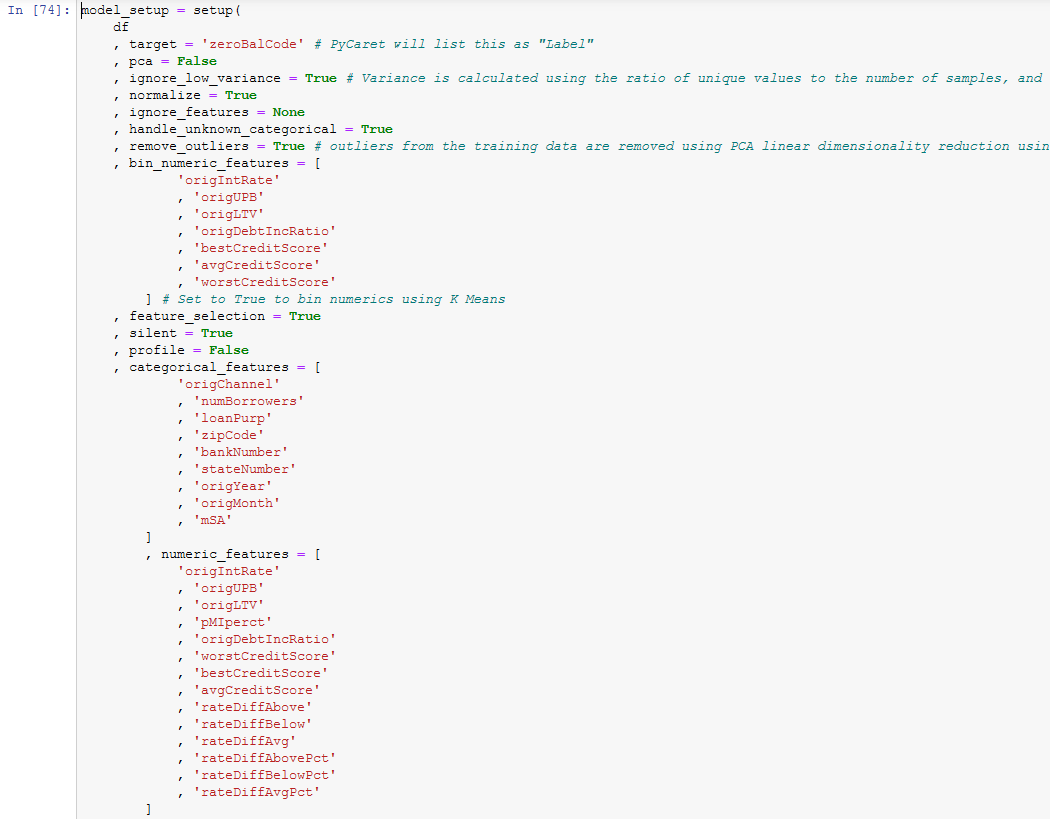 In [74]: model_setup = setup(
df
, target = 'zeroBalCode' # PyCaret will list this as "Label"
, pca = False
, ignore_low_variance = True # Variance is calculated using the ratio of unique values to the number of samples, and
, normalize = True
, ignore_features = None
, handle_unknown_categorical = True
, remove_outliers = True # outliers from the training data are removed using PCA linear dimensionality reduction usin
, bin_numeric_features = [
'origIntRate'
, 'origUPB'
, 'origLTV'
, 'origDebtIncRatio'
, 'bestCreditScore'
, 'avgCreditScore'
, 'worstCreditScore'
] # Set to True to bin numerics using K Means
, feature_selection = True
, silent = True
, profile = False
, categorical_features = [
'origChannel'
, 'numBorrowers'
, 'loanPurp'
, 'zipCode'
, 'bankNumber'
, 'stateNumber'
, 'origYear'
, 'origMonth'
, 'mSA'
]
, numeric_features = [
'origIntRate'
, 'origUPB'
, 'origLTV'
, 'pMIperct'
, 'origDebtIncRatio'
, 'worstCreditScore'
, 'bestCreditScore'
, 'avgCreditScore'
, 'rateDiffAbove'
, 'rateDiffBelow'
, 'rateDiffAvg'
, 'rateDiffAbovePct'
, 'rateDiffBelowPct'
, 'rateDiffAvgPct'
]